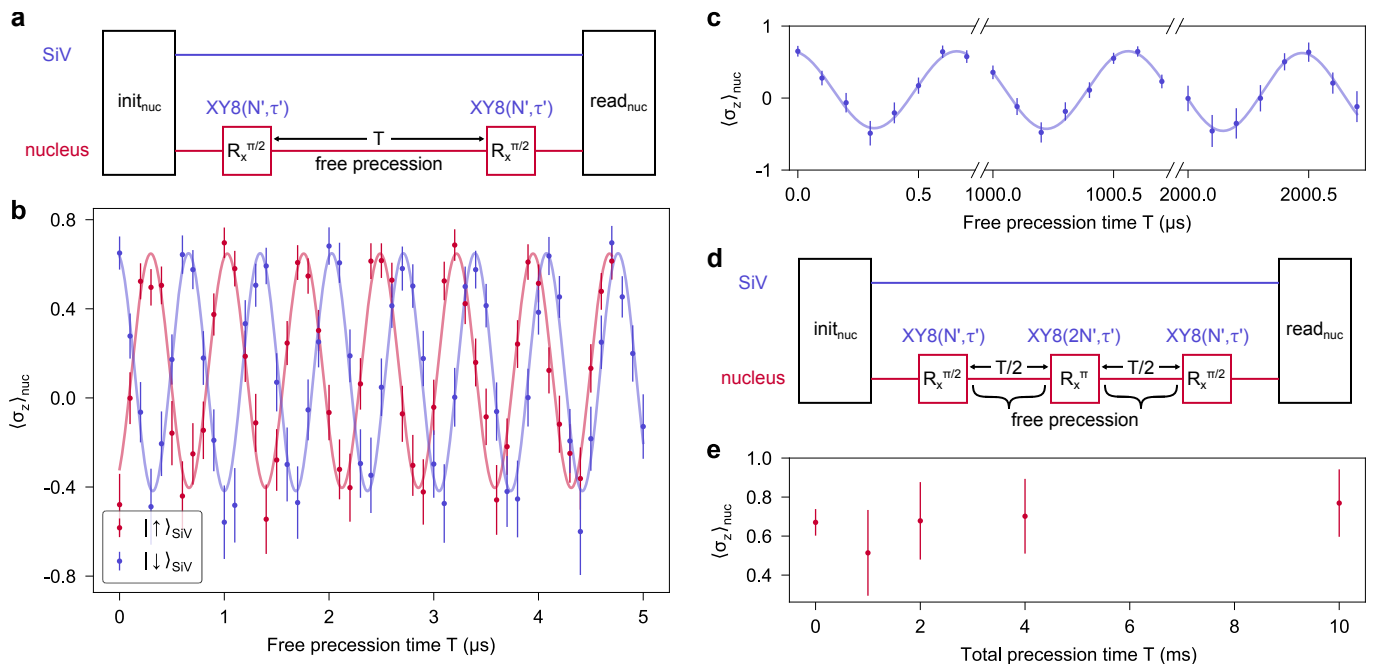 a
SiV
init_nuc
read_nuc
XY8(N',τ')
XY8(N',τ')
T
nucleus
R_x^π/2
R_x^π/2
free precession
b
0.8
0.4
0.0
-0.4
-0.8
⟨σ_z⟩_nuc
|↑⟩_SiV
|↓⟩_SiV
0
1
2
3
4
5
Free precession time T (μs)
c
1
0
-1
⟨σ_z⟩_nuc
0.0
0.5
1000.0
1000.5
2000.0
2000.5
Free precession time T (μs)
d
SiV
init_nuc
read_nuc
XY8(N',τ')
XY8(2N',τ')
XY8(N',τ')
T/2
T/2
nucleus
R_x^π/2
R_x^π
R_x^π/2
free precession
e
1.0
0.8
0.6
0.4
⟨σ_z⟩_nuc
0
2
4
6
8
10
Total precession time T (ms)